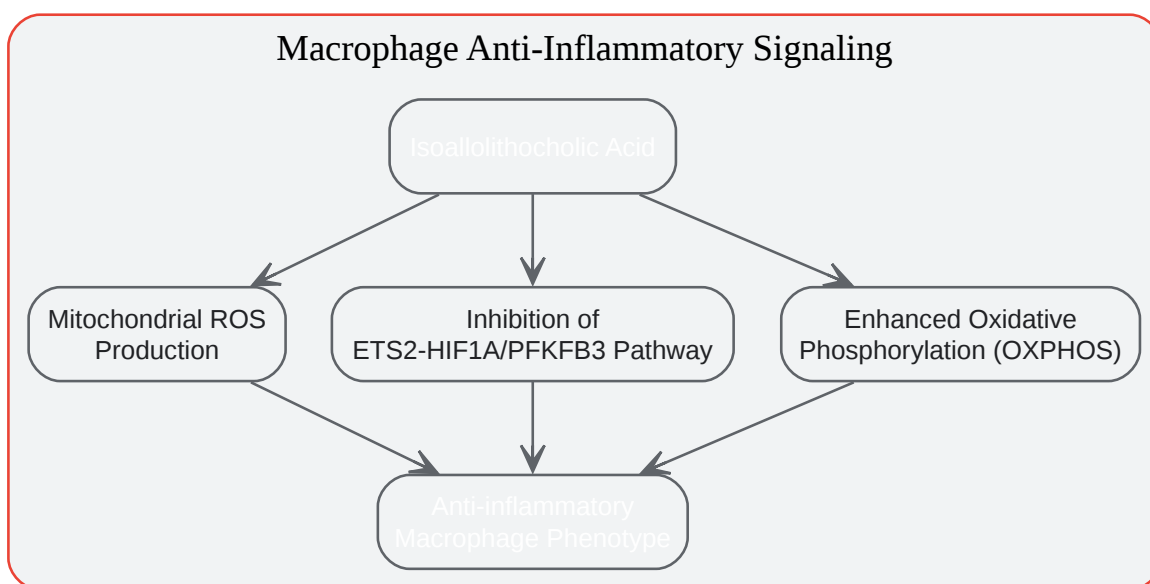 Macrophage Anti-Inflammatory Signaling
Isoallolithocholic Acid
Mitochondrial ROS
Production
Inhibition of
ETS2-HIF1A/PFKFB3 Pathway
Enhanced Oxidative
Phosphorylation (OXPHOS)
Anti-inflammatory
Macrophage Phenotype